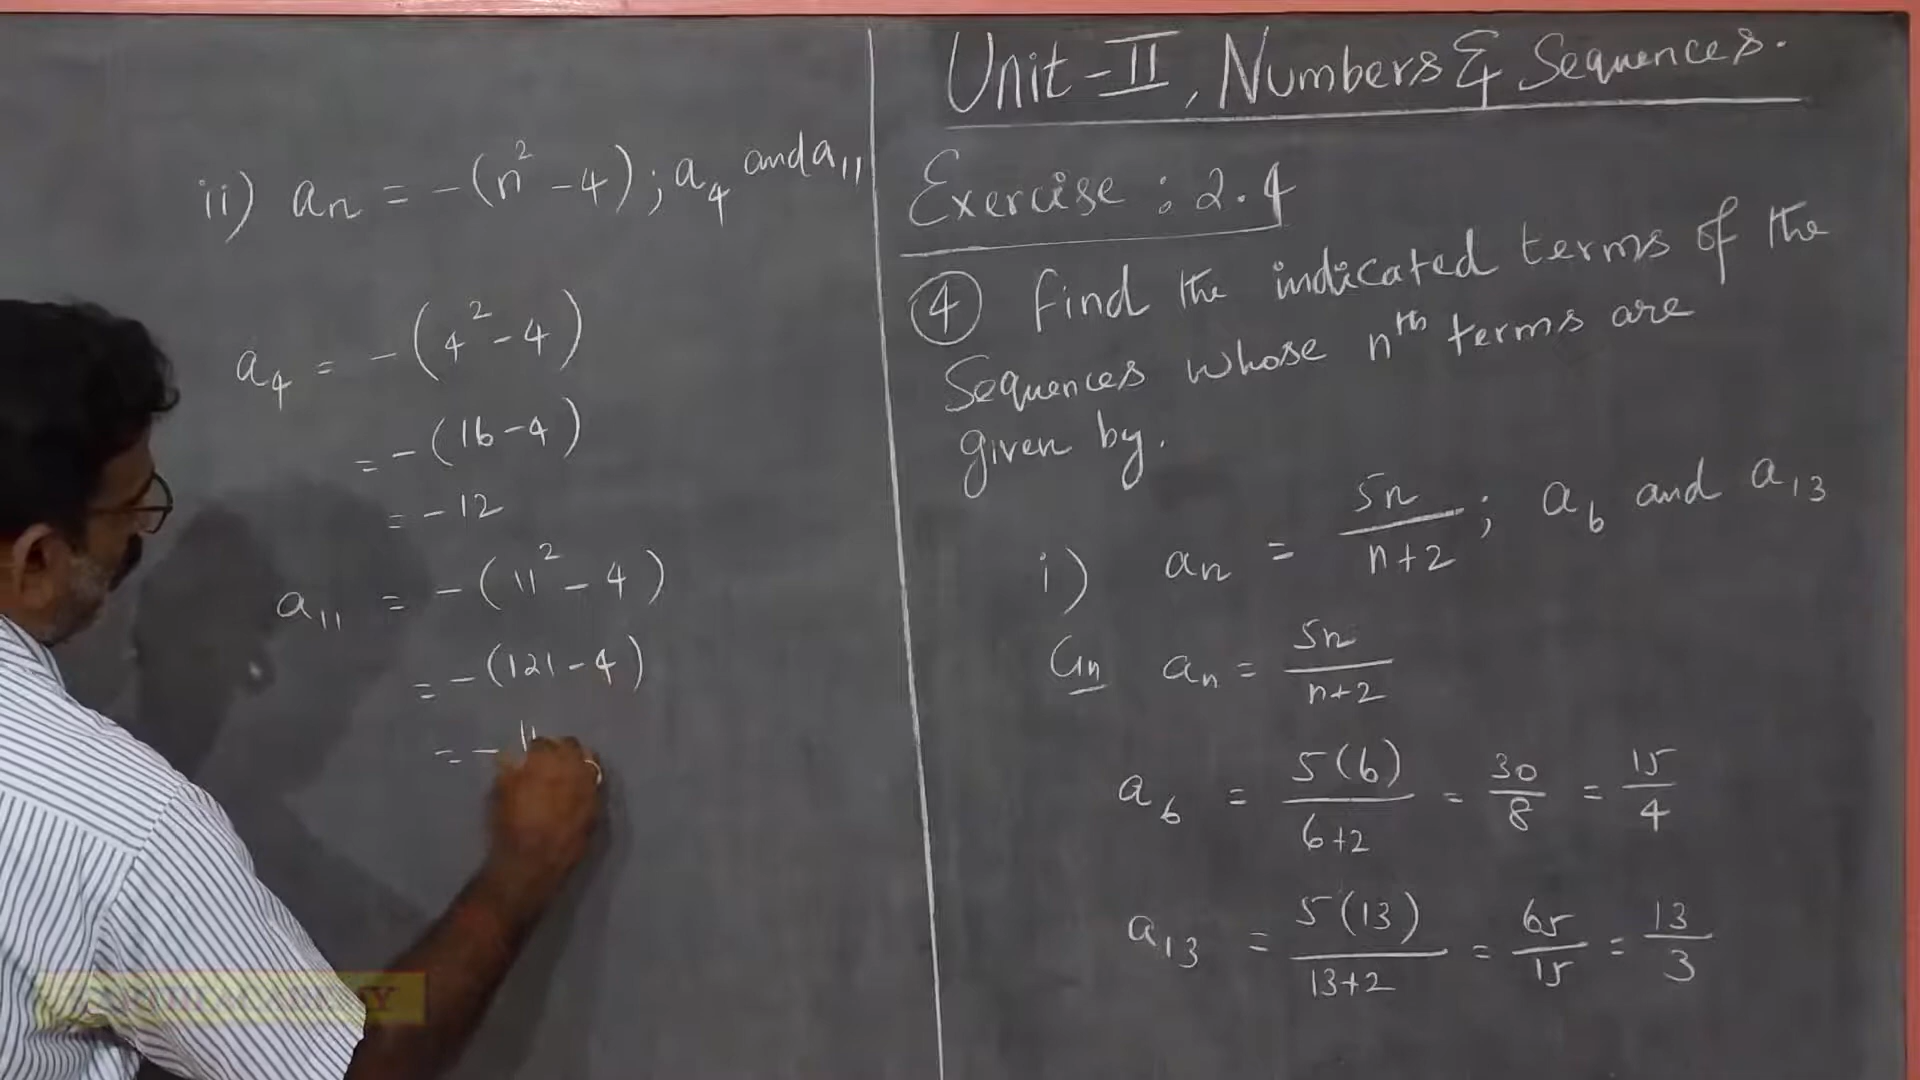 Unit-II, Numbers & Sequences.
Exercise: 2.4
④ Find the indicated terms of the
Sequences whose nth terms are
given by.
i) an = 5n/n+2; a6 and a13
Gn an = 5n/n+2
a6 = 5(6)/6+2 = 30/8 = 15/4
a13 = 5(13)/13+2 = 65/15 = 13/3
ii) an = -(n² -4); a4 and a11
a4 = -(4² -4)
= -(16-4)
= -12
a11 = -(11² - 4)
= -(121-4)
= -11
ACADEMY